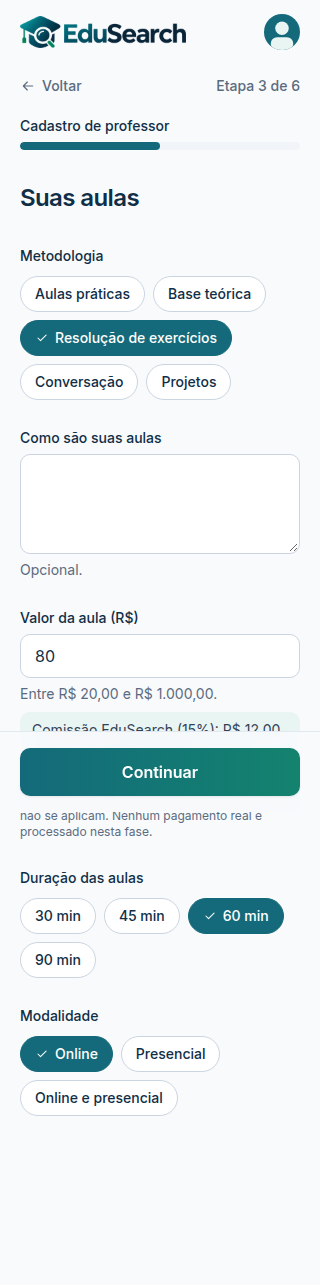 EduSearch
Voltar
Etapa 3 de 6
Cadastro de professor
Suas aulas
Metodologia
Aulas práticas
Base teórica
Resolução de exercícios
Conversação
Projetos
Como são suas aulas
Opcional.
Valor da aula (R$)
80
Entre R$ 20,00 e R$ 1.000,00.
Comissão EduSearch (15%): R$ 12,00
Continuar
não se aplicam. Nenhum pagamento real é
processado nesta fase.
Duração das aulas
30 min
45 min
60 min
90 min
Modalidade
Online
Presencial
Online e presencial